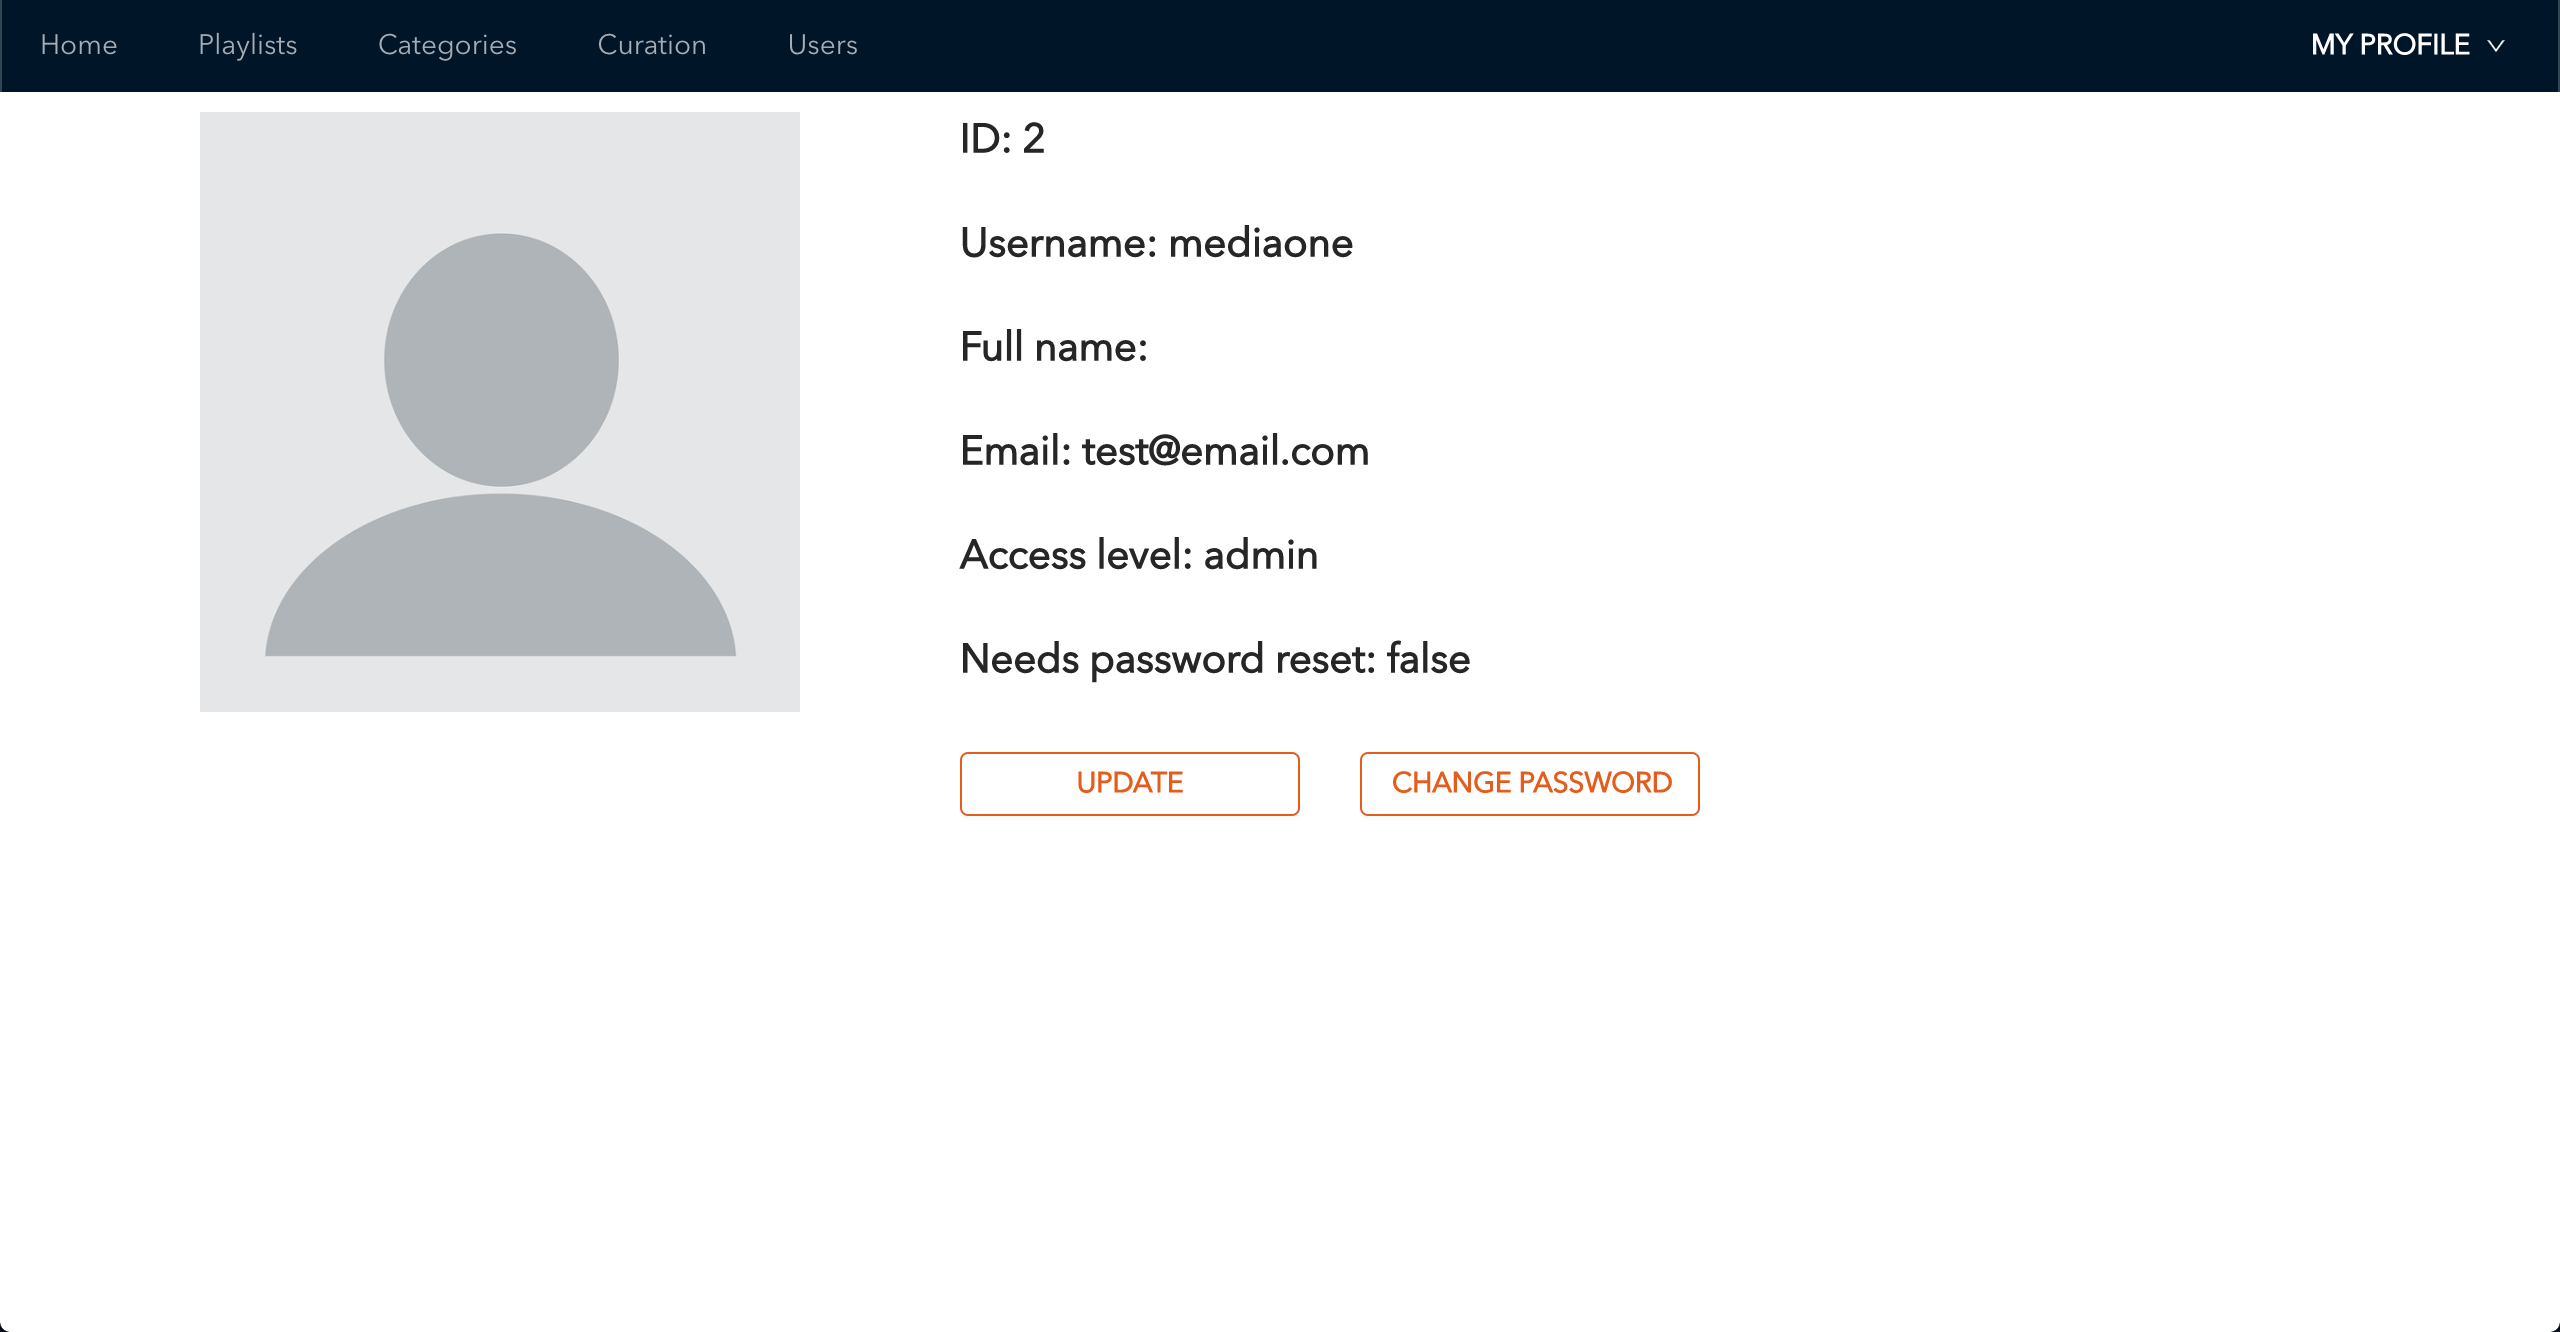 Home Playlists Categories Curation Users MY PROFILE
ID: 2
Username: mediaone
Full name:
Email: test@email.com
Access level: admin
Needs password reset: false
UPDATE CHANGE PASSWORD